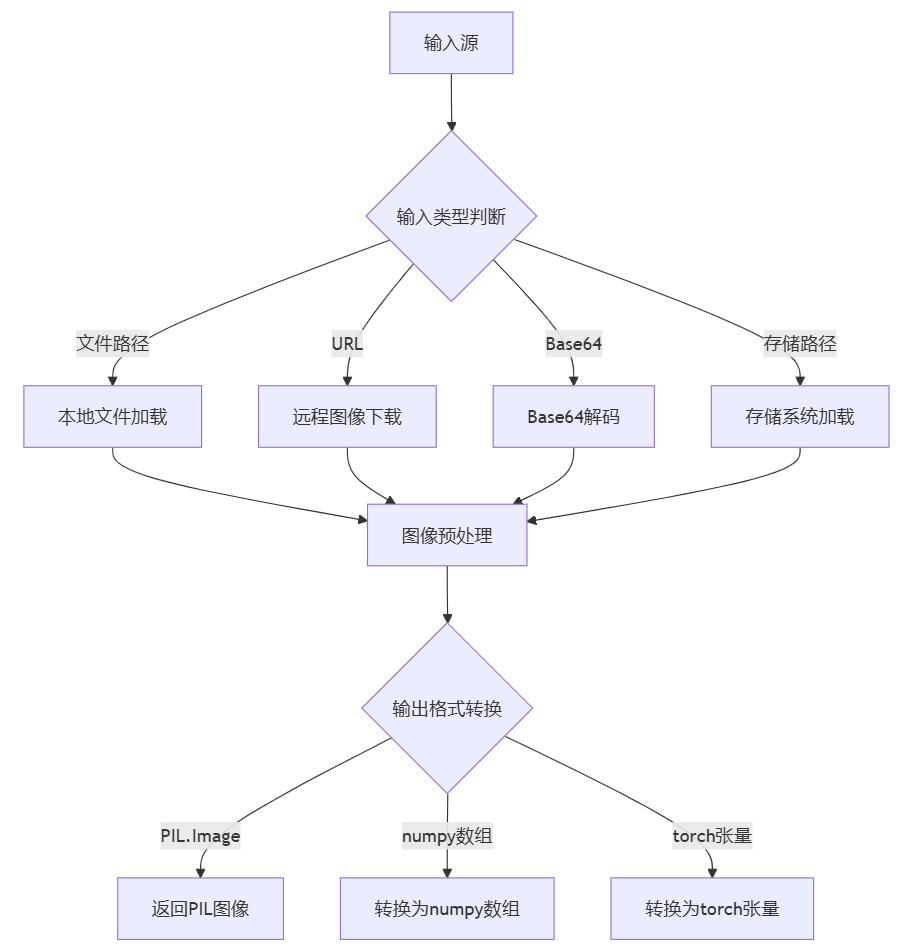 输入源
输入类型判断
文件路径
URL
Base64
存储路径
本地文件加载
远程图像下载
Base64解码
存储系统加载
图像预处理
输出格式转换
PIL.Image
numpy数组
torch张量
返回PIL图像
转换为numpy数组
转换为torch张量